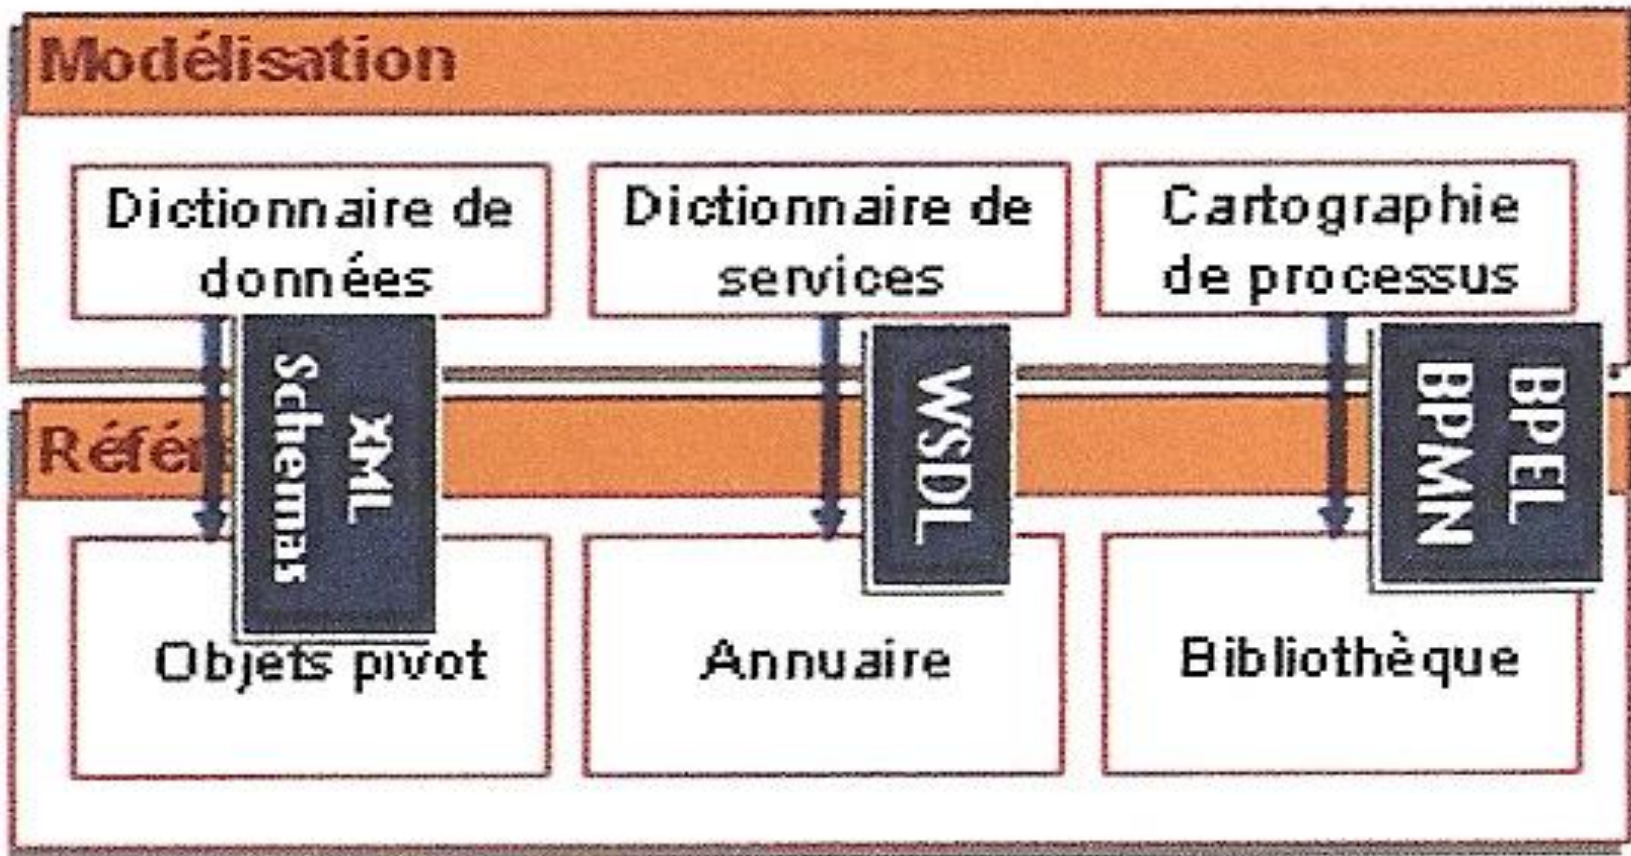 Modélisation
Dictionnaire de
données
Dictionnaire de
services
Cartographie
de processus
XML
Schemas
WSDL
BPEL
BPMN
Objets pivot
Annuaire
Bibliothèque